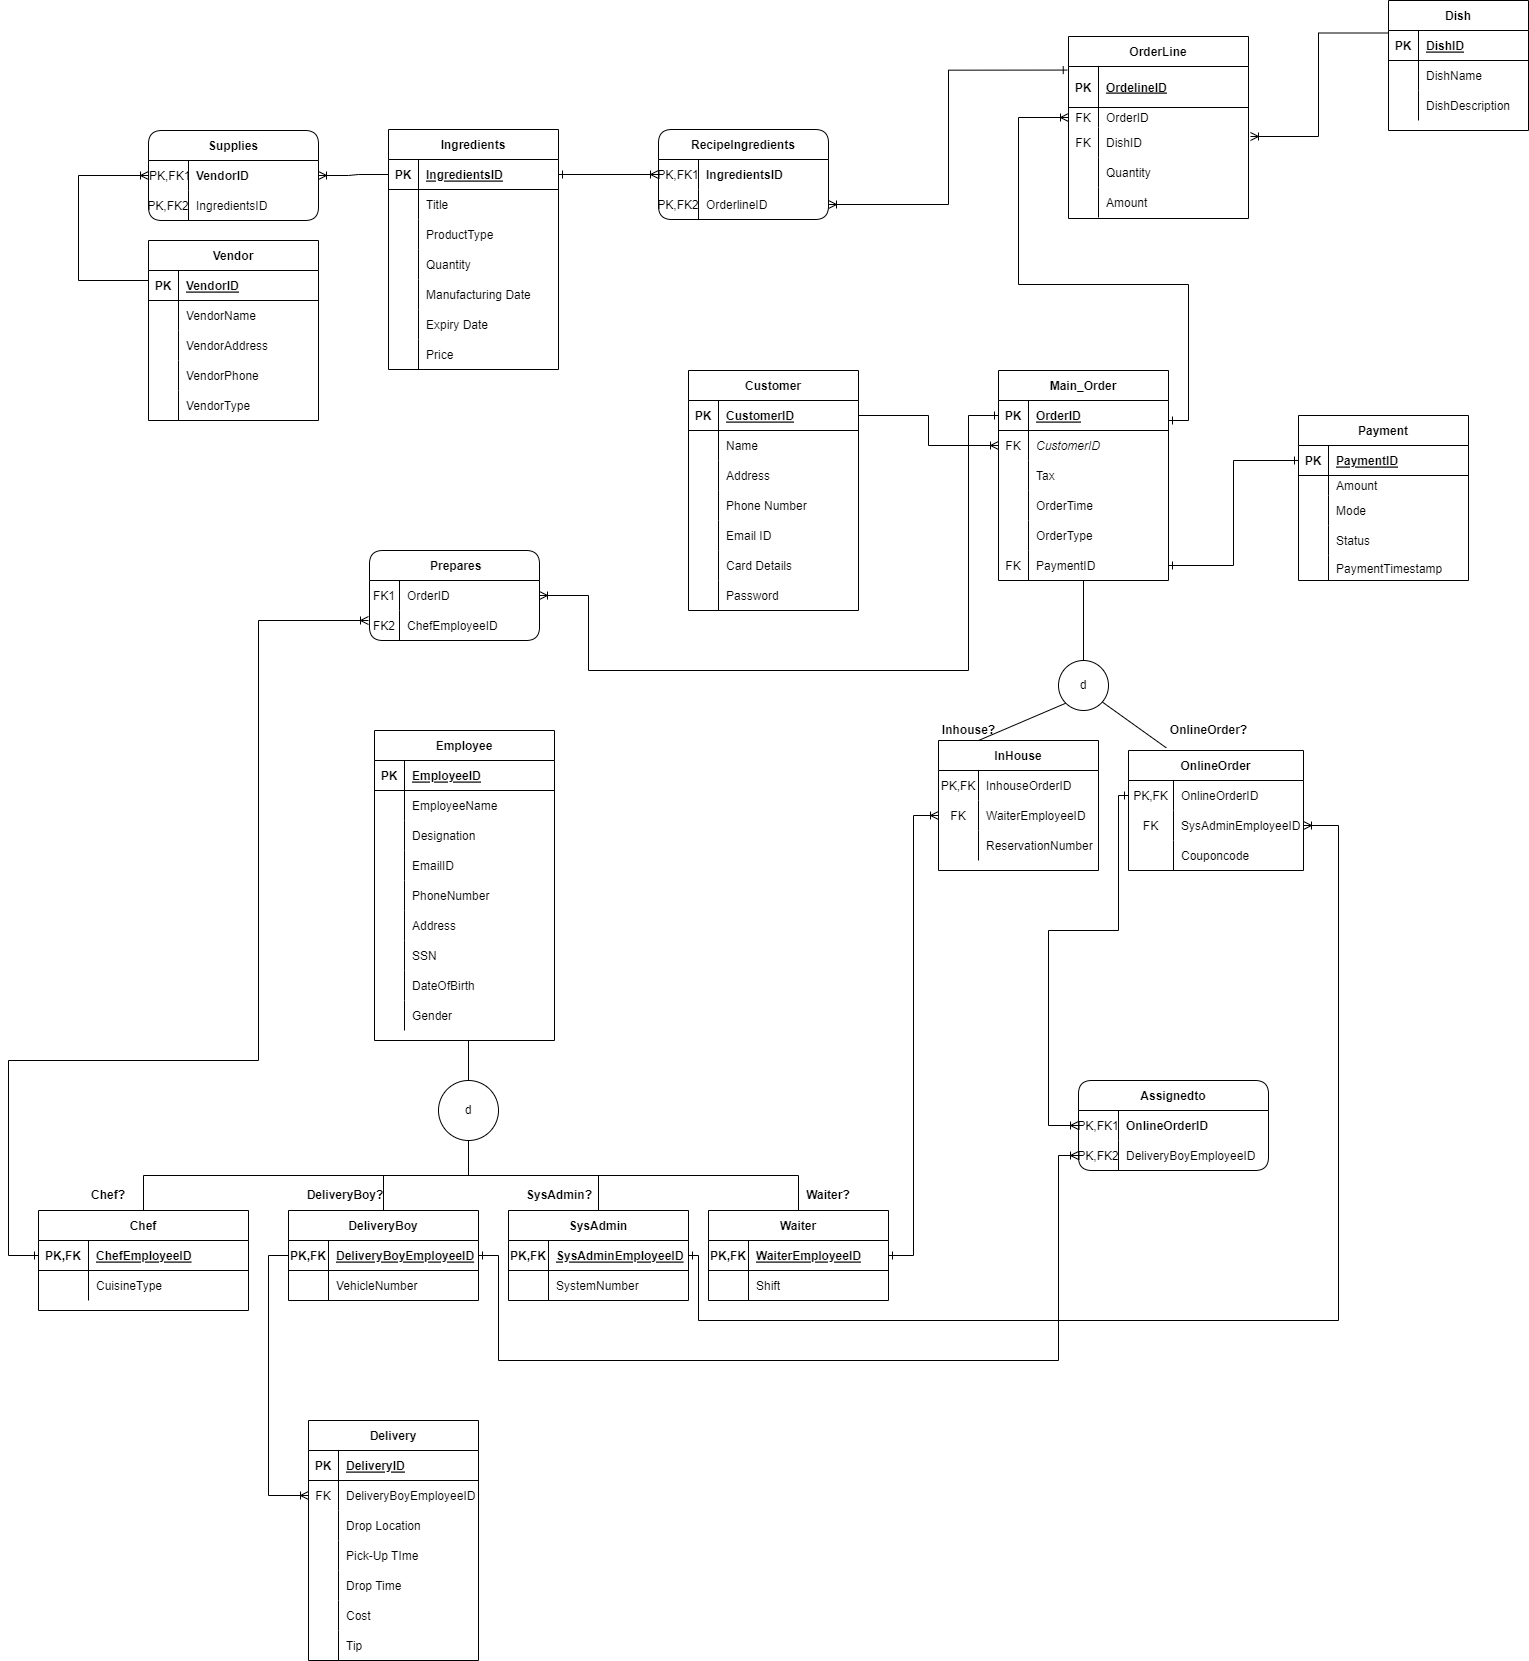 Dish
PK DishID
DishName
DishDescription
OrderLine
PK OrdelineID
FK OrderID
FK DishID
Quantity
Amount
Supplies
PK,FK1 VendorID
PK,FK2 IngredientsID
Ingredients
PK IngredientsID
Title
ProductType
Quantity
Manufacturing Date
Expiry Date
Price
RecipeIngredients
PK,FK1 IngredientsID
PK,FK2 OrderlineID
Vendor
PK VendorID
VendorName
VendorAddress
VendorPhone
VendorType
Customer
PK CustomerID
Name
Address
Phone Number
Email ID
Card Details
Password
Main_Order
PK OrderID
FK CustomerID
Tax
OrderTime
OrderType
FK PaymentID
Payment
PK PaymentID
Amount
Mode
Status
PaymentTimestamp
Prepares
FK1 OrderID
FK2 ChefEmployeeID
d
Inhouse?
OnlineOrder?
InHouse
PK,FK InhouseOrderID
FK WaiterEmployeeID
ReservationNumber
OnlineOrder
PK,FK OnlineOrderID
FK SysAdminEmployeeID
Couponcode
Employee
PK EmployeeID
EmployeeName
Designation
EmailID
PhoneNumber
Address
SSN
DateOfBirth
Gender
d
Assignedto
PK,FK1 OnlineOrderID
PK,FK2 DeliveryBoyEmployeeID
Chef?
DeliveryBoy?
SysAdmin?
Waiter?
Chef
PK,FK ChefEmployeeID
CuisineType
DeliveryBoy
PK,FK DeliveryBoyEmployeeID
VehicleNumber
SysAdmin
PK,FK SysAdminEmployeeID
SystemNumber
Waiter
PK,FK WaiterEmployeeID
Shift
Delivery
PK DeliveryID
FK DeliveryBoyEmployeeID
Drop Location
Pick-Up TIme
Drop Time
Cost
Tip